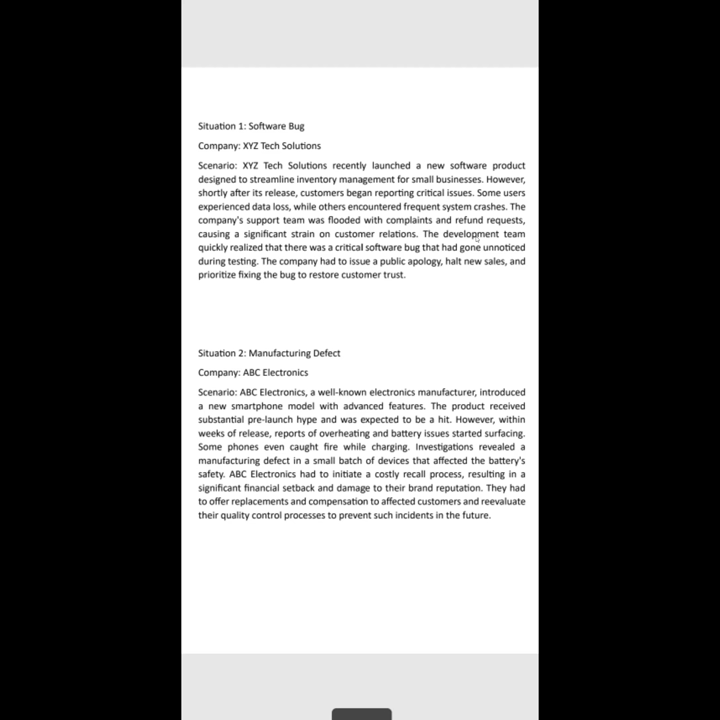 Situation 1: Software Bug
Company: XYZ Tech Solutions
Scenario: XYZ Tech Solutions recently launched a new software product
designed to streamline inventory management for small businesses. However,
shortly after its release, customers began reporting critical issues. Some users
experienced data loss, while others encountered frequent system crashes. The
company's support team was flooded with complaints and refund requests,
causing a significant strain on customer relations. The development team
quickly realized that there was a critical software bug that had gone unnoticed
during testing. The company had to issue a public apology, halt new sales, and
prioritize fixing the bug to restore customer trust.
Situation 2: Manufacturing Defect
Company: ABC Electronics
Scenario: ABC Electronics, a well-known electronics manufacturer, introduced
a new smartphone model with advanced features. The product received
substantial pre-launch hype and was expected to be a hit. However, within
weeks of release, reports of overheating and battery issues started surfacing.
Some phones even caught fire while charging. Investigations revealed a
manufacturing defect in a small batch of devices that affected the battery's
safety. ABC Electronics had to initiate a costly recall process, resulting in a
significant financial setback and damage to their brand reputation. They had
to offer replacements and compensation to affected customers and reevaluate
their quality control processes to prevent such incidents in the future.